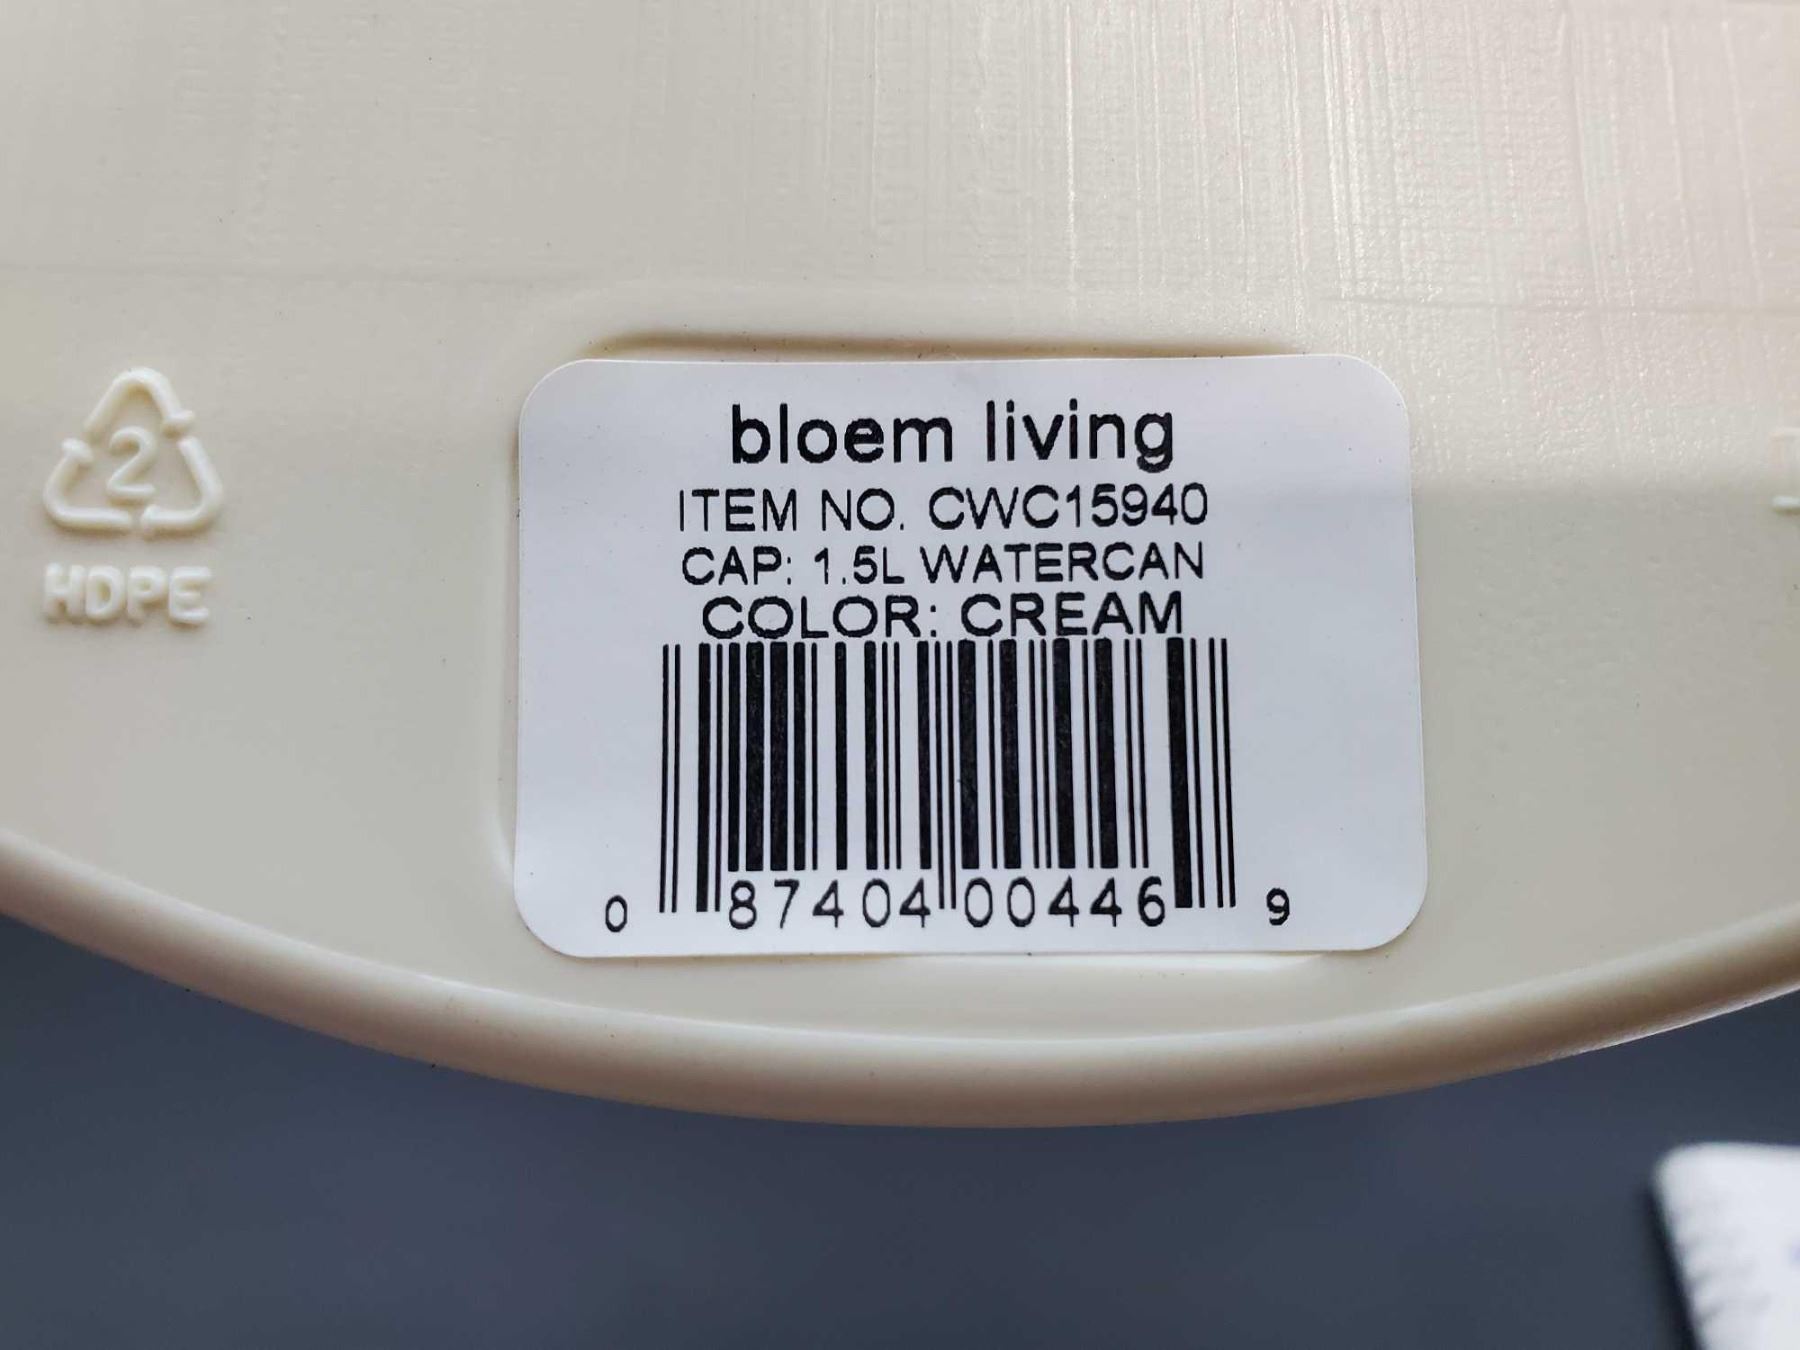 bloem living
ITEM NO. CWC15940
CAP: 1.5L WATERCAN
COLOR: CREAM
0 87404 00446 9
2
HDPE